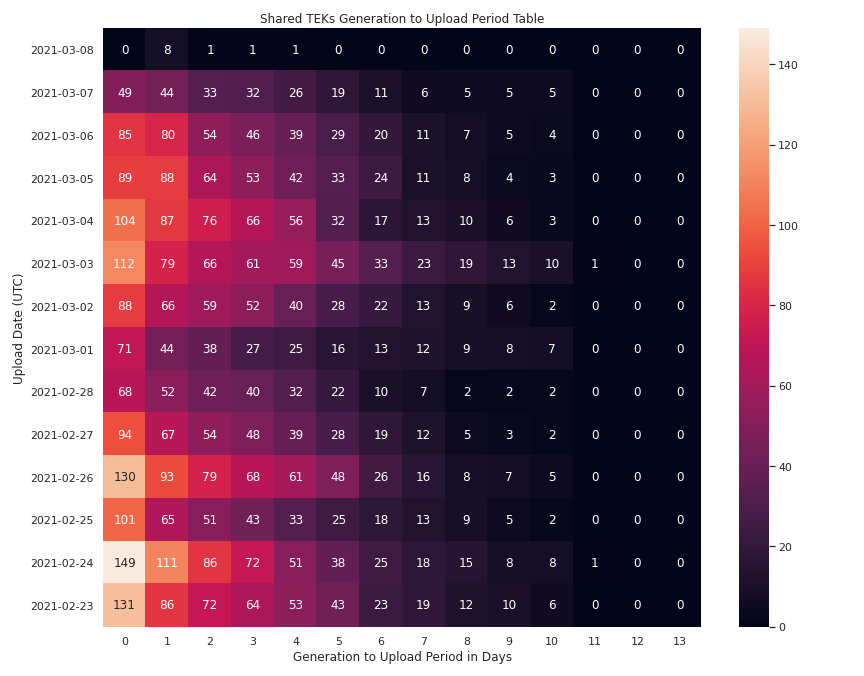 Shared TEKs Generation to Upload Period Table
Upload Date (UTC)
2021-03-08 0 8 1 1 1 0 0 0 0 0 0 0 0 0
2021-03-07 49 44 33 32 26 19 11 6 5 5 5 0 0 0
2021-03-06 85 80 54 46 39 29 20 11 7 5 4 0 0 0
2021-03-05 89 88 64 53 42 33 24 11 8 4 3 0 0 0
2021-03-04 104 87 76 66 56 32 17 13 10 6 3 0 0 0
2021-03-03 112 79 66 61 59 45 33 23 19 13 10 1 0 0
2021-03-02 88 66 59 52 40 28 22 13 9 6 2 0 0 0
2021-03-01 71 44 38 27 25 16 13 12 9 8 7 0 0 0
2021-02-28 68 52 42 40 32 22 10 7 2 2 2 0 0 0
2021-02-27 94 67 54 48 39 28 19 12 5 3 2 0 0 0
2021-02-26 130 93 79 68 61 48 26 16 8 7 5 0 0 0
2021-02-25 101 65 51 43 33 25 18 13 9 5 2 0 0 0
2021-02-24 149 111 86 72 51 38 25 18 15 8 8 1 0 0
2021-02-23 131 86 72 64 53 43 23 19 12 10 6 0 0 0
0 1 2 3 4 5 6 7 8 9 10 11 12 13
Generation to Upload Period in Days
140
120
100
80
60
40
20
0